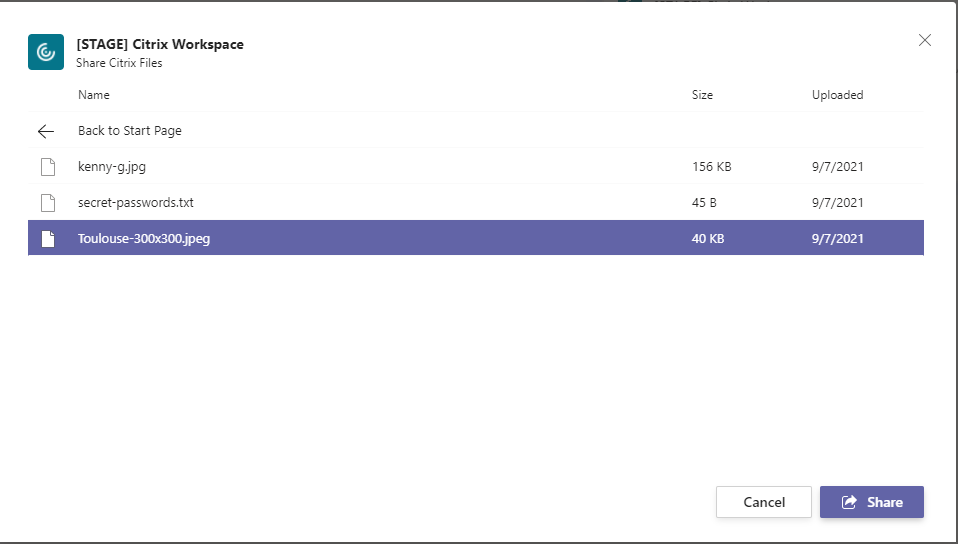 [STAGE] Citrix Workspace
Share Citrix Files
Name Size Uploaded
Back to Start Page
kenny-g.jpg 156 KB 9/7/2021
secret-passwords.txt 45 B 9/7/2021
Toulouse-300x300.jpeg 40 KB 9/7/2021
Cancel Share